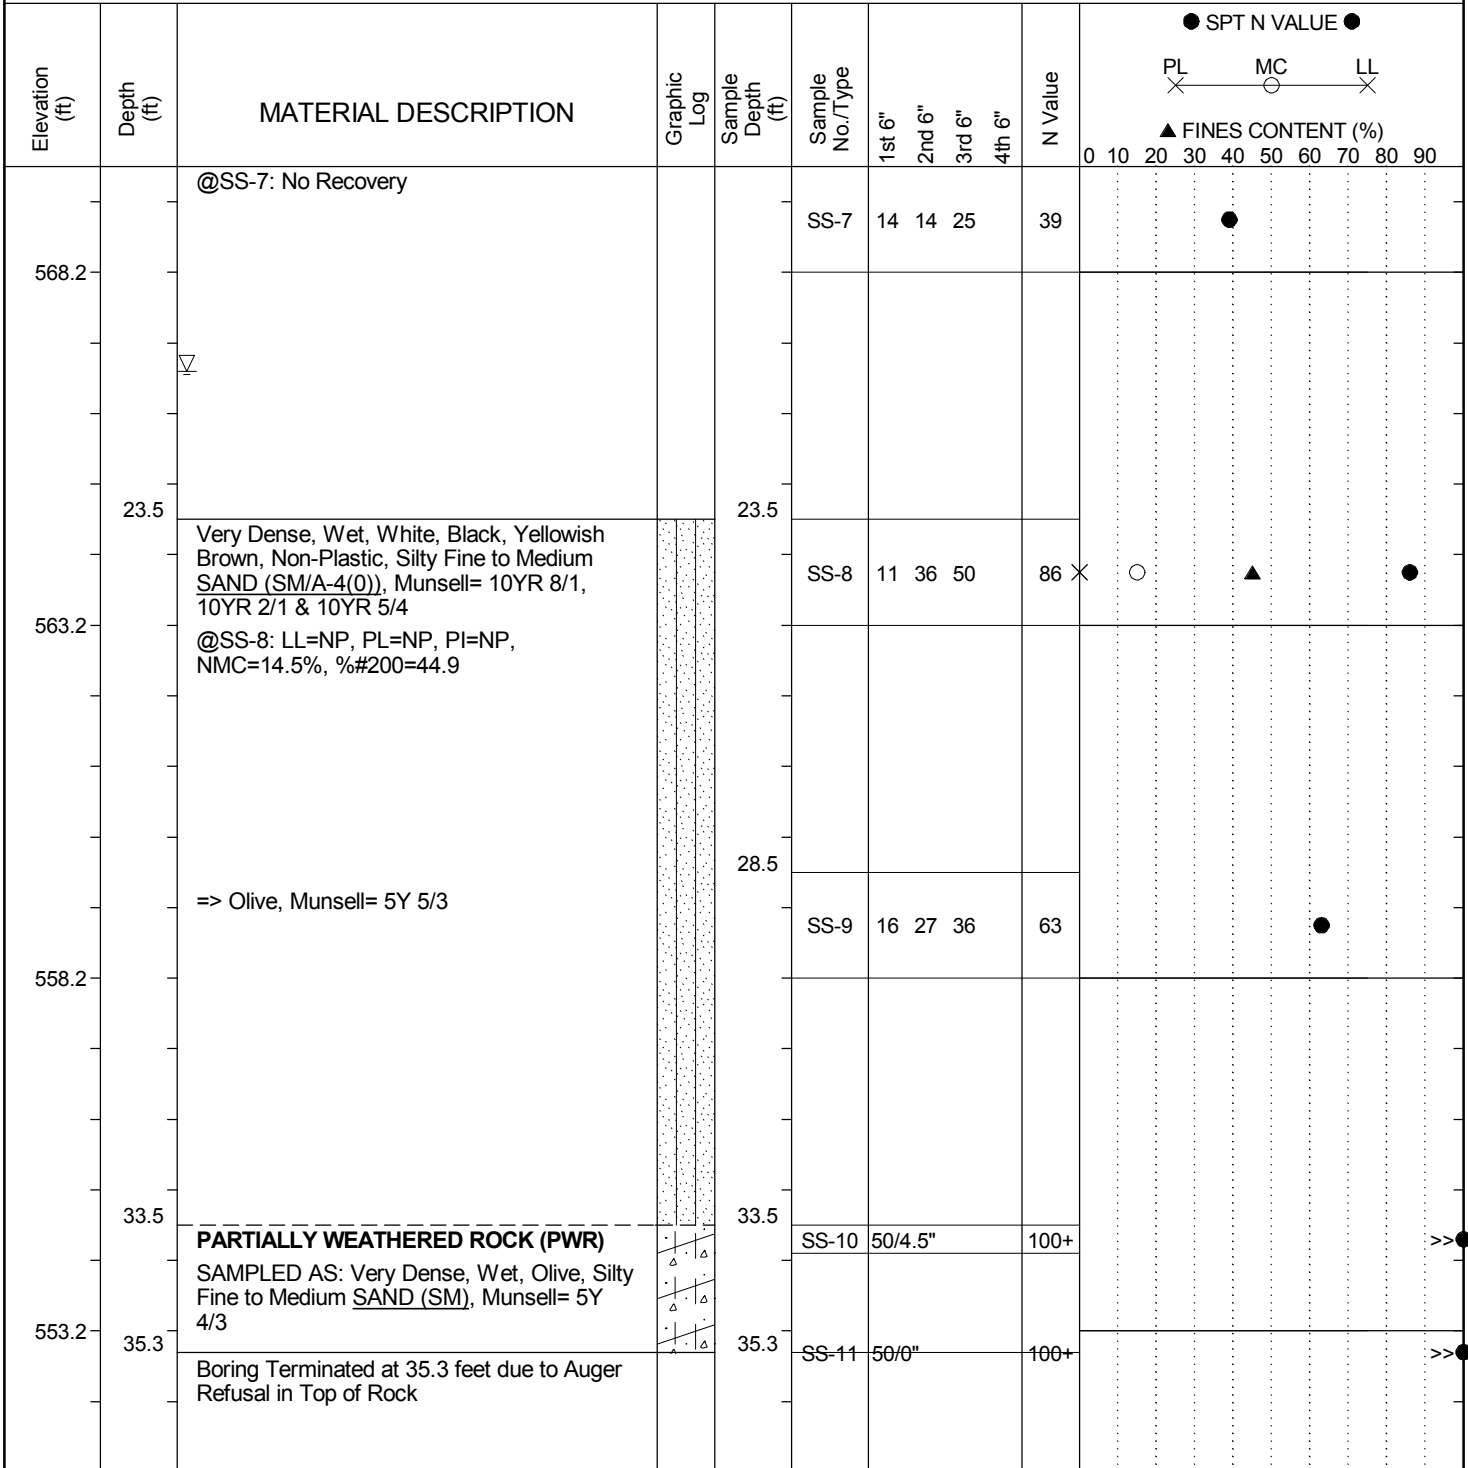 ● SPT N VALUE ●
PL MC LL
▲ FINES CONTENT (%)
0 10 20 30 40 50 60 70 80 90
Elevation (ft)
Depth (ft)
MATERIAL DESCRIPTION
Graphic Log
Sample Depth (ft)
Sample No./Type
1st 6"
2nd 6"
3rd 6"
4th 6"
N Value
@SS-7: No Recovery
SS-7 14 14 25 39
568.2
23.5 23.5
Very Dense, Wet, White, Black, Yellowish
Brown, Non-Plastic, Silty Fine to Medium
SAND (SM/A-4(0)), Munsell= 10YR 8/1,
10YR 2/1 & 10YR 5/4
SS-8 11 36 50 86
563.2
@SS-8: LL=NP, PL=NP, PI=NP,
NMC=14.5%, %#200=44.9
28.5
=> Olive, Munsell= 5Y 5/3
SS-9 16 27 36 63
558.2
33.5 33.5
PARTIALLY WEATHERED ROCK (PWR)
SS-10 50/4.5" 100+ >>
SAMPLED AS: Very Dense, Wet, Olive, Silty
Fine to Medium SAND (SM), Munsell= 5Y
4/3
553.2
35.3 35.3
SS-11 50/0" 100+ >>
Boring Terminated at 35.3 feet due to Auger
Refusal in Top of Rock